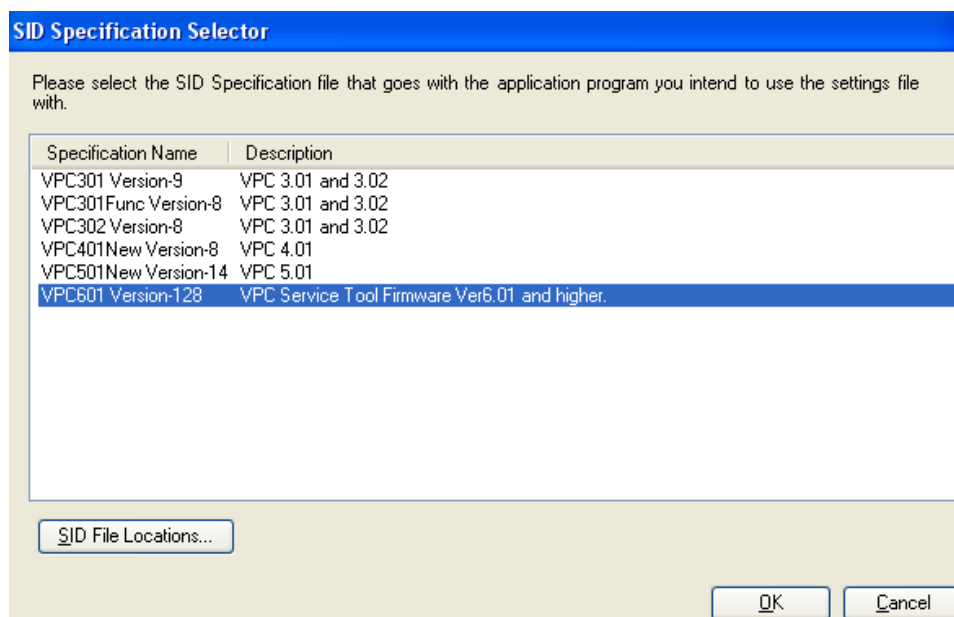 SID Specification Selector
Please select the SID Specification file that goes with the application program you intend to use the settings file
with.
Specification Name Description
VPC301 Version-9 VPC 3.01 and 3.02
VPC301Func Version-8 VPC 3.01 and 3.02
VPC302 Version-8 VPC 3.01 and 3.02
VPC401New Version-8 VPC 4.01
VPC501New Version-14 VPC 5.01
VPC601 Version-128 VPC Service Tool Firmware Ver6.01 and higher.
SID File Locations...
OK Cancel